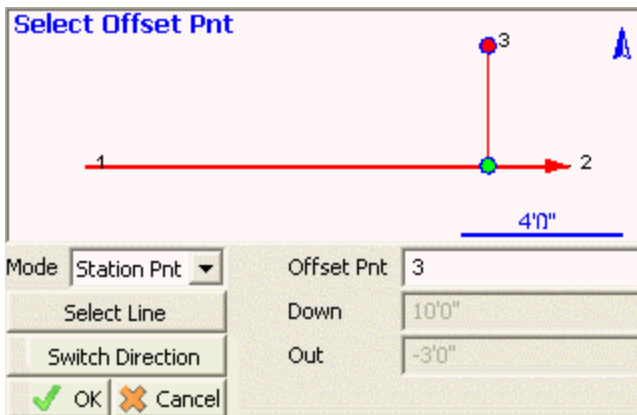 Select Offset Pnt
3
1
2
4'0"
Mode Station Pnt Offset Pnt 3
Select Line Down 10'0"
Switch Direction Out -3'0"
OK Cancel